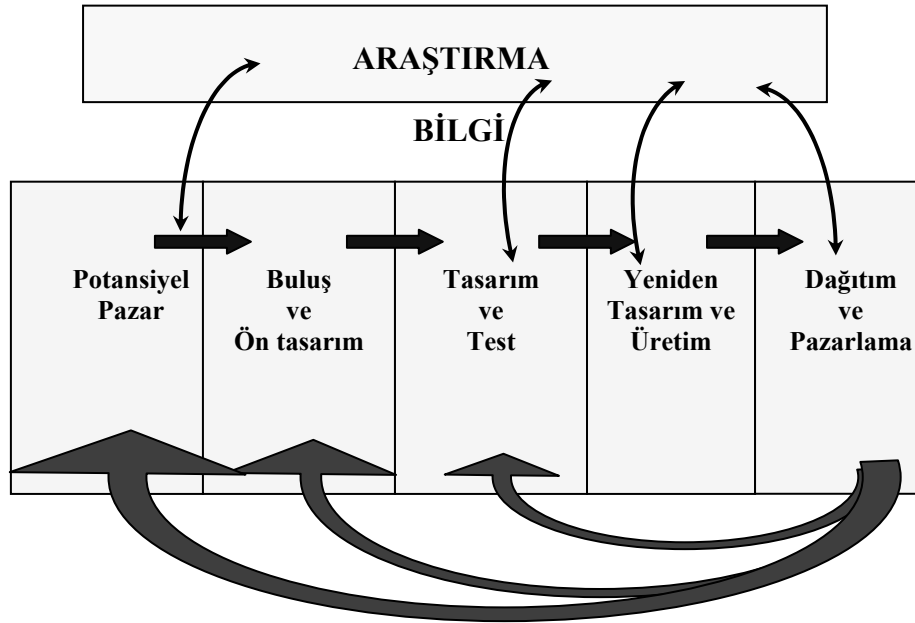 ARAŞTIRMA
BİLGİ
Potansiyel
Pazar
Buluş
ve
Ön tasarım
Tasarım
ve
Test
Yeniden
Tasarım ve
Üretim
Dağıtım
ve
Pazarlama